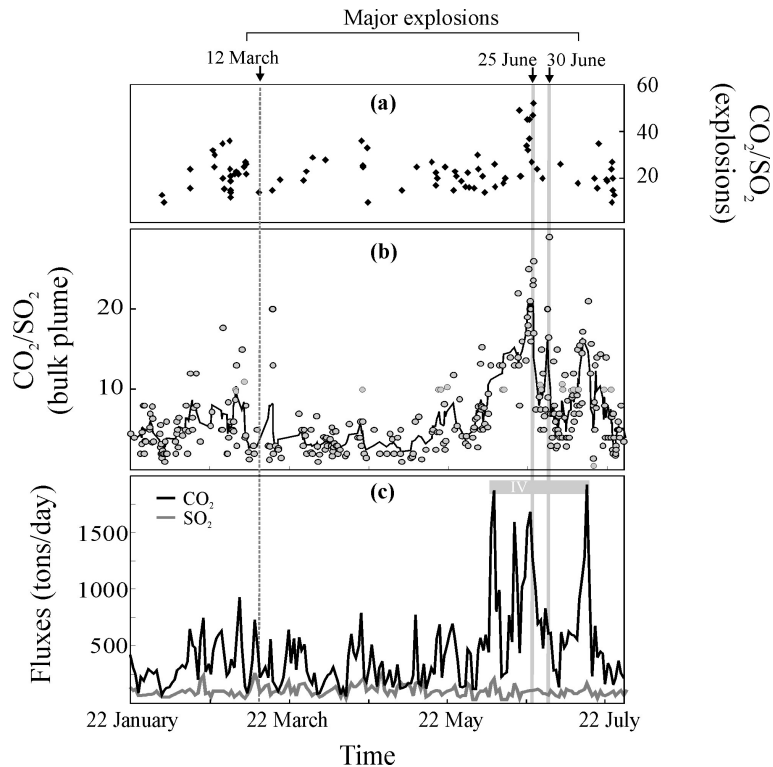 Major explosions
12 March
25 June
30 June
(a)
60
40
20
CO₂/SO₂
(explosions)
(b)
20
10
CO₂/SO₂
(bulk plume)
(c)
IV
CO₂
SO₂
1500
1000
500
Fluxes (tons/day)
22 January
22 March
22 May
22 July
Time